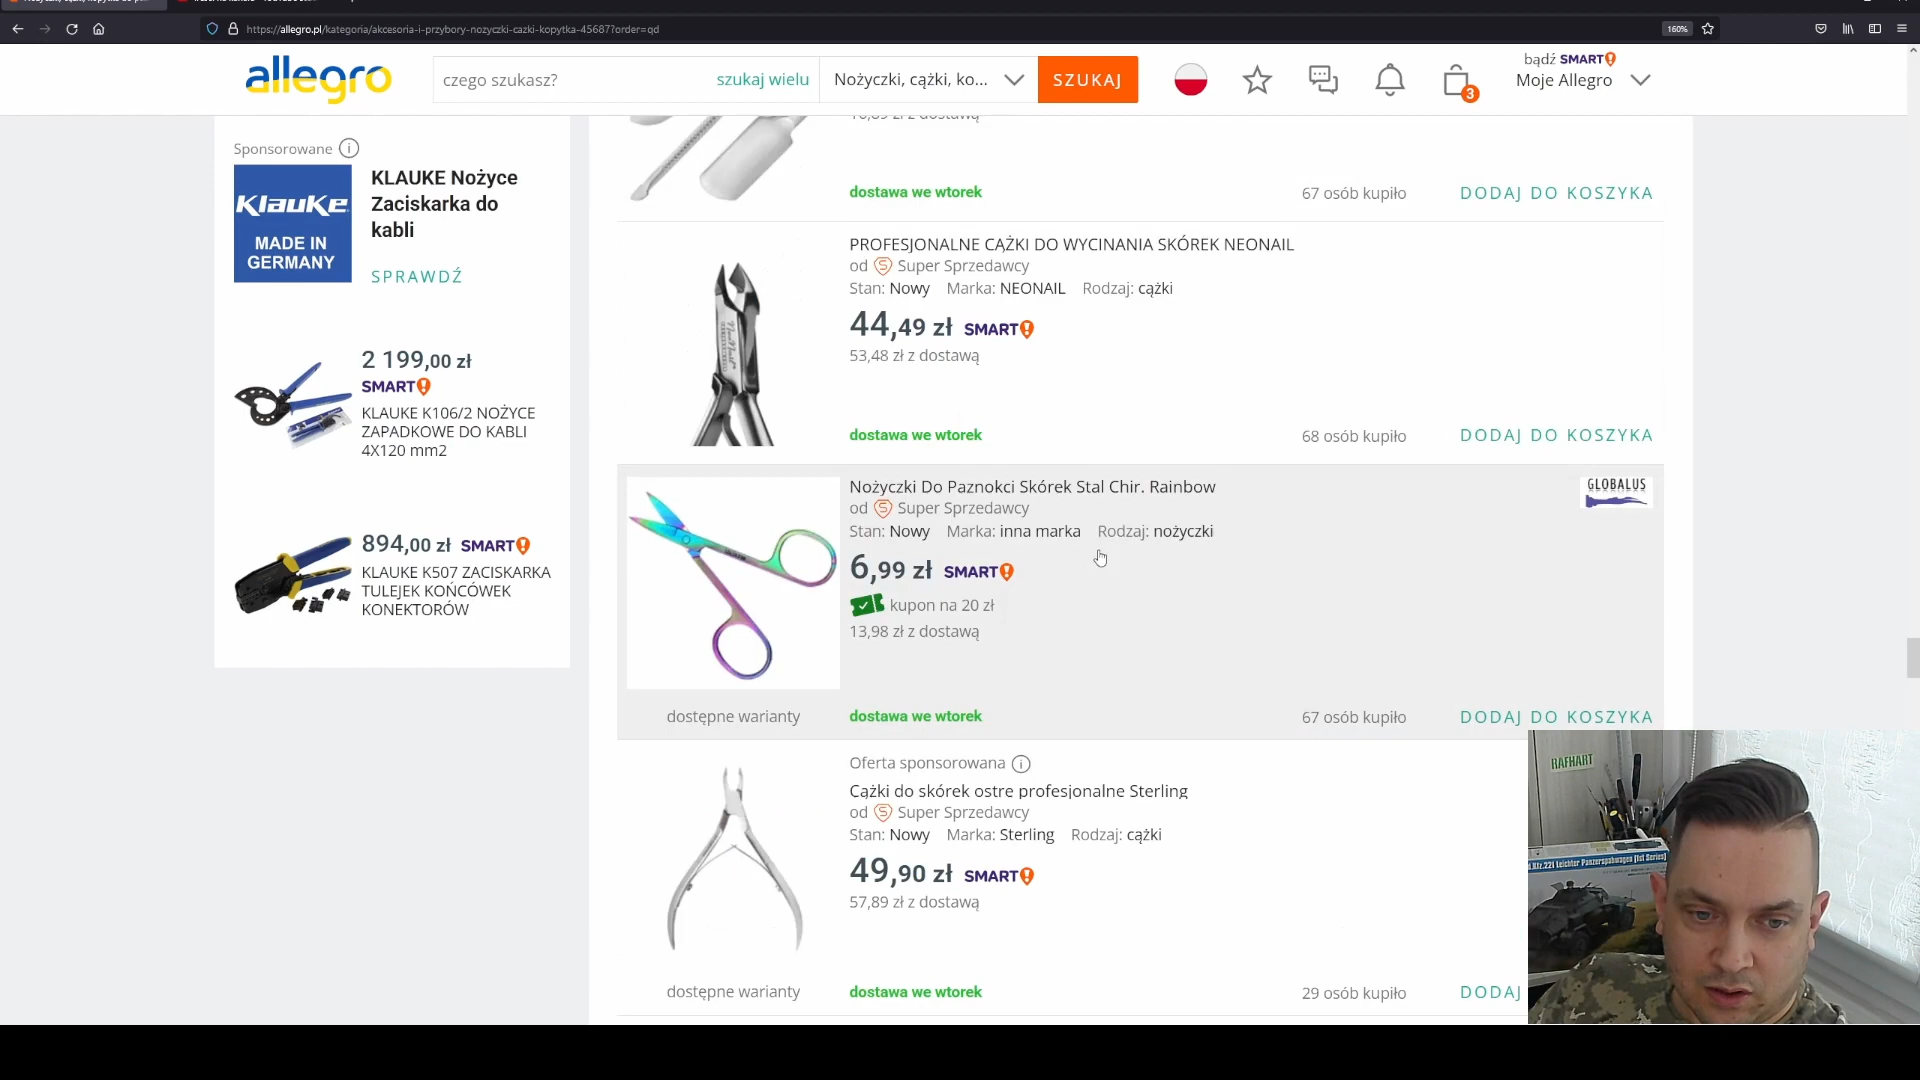 https://allegro.pl/kategoria/akcesoria-i-przybory-nozyczki-cazki-kopytka-45687?order=qd
160%
allegro
czego szukasz?
szukaj wielu
Nożyczki, cążki, ko...
SZUKAJ
3
bądź SMART!
Moje Allegro
Sponsorowane
KLAUKE
MADE IN
GERMANY
KLAUKE Nożyce
Zaciskarka do
kabli
SPRAWDŹ
2 199,00 zł
SMART!
KLAUKE K106/2 NOŻYCE
ZAPADKOWE DO KABLI
4X120 mm2
894,00 zł SMART!
KLAUKE K507 ZACISKARKA
TULEJEK KOŃCÓWEK
KONEKTORÓW
dostawa we wtorek
67 osób kupiło
DODAJ DO KOSZYKA
PROFESJONALNE CĄŻKI DO WYCINANIA SKÓREK NEONAIL
od Super Sprzedawcy
Stan: Nowy Marka: NEONAIL Rodzaj: cążki
44,49 zł SMART!
53,48 zł z dostawą
dostawa we wtorek
68 osób kupiło
DODAJ DO KOSZYKA
Nożyczki Do Paznokci Skórek Stal Chir. Rainbow
od Super Sprzedawcy
Stan: Nowy Marka: inna marka Rodzaj: nożyczki
GLOBALUS
6,99 zł SMART!
kupon na 20 zł
13,98 zł z dostawą
dostępne warianty
dostawa we wtorek
67 osób kupiło
DODAJ DO KOSZYKA
Oferta sponsorowana
Cążki do skórek ostre profesjonalne Sterling
od Super Sprzedawcy
Stan: Nowy Marka: Sterling Rodzaj: cążki
49,90 zł SMART!
57,89 zł z dostawą
dostępne warianty
dostawa we wtorek
29 osób kupiło
DODAJ
RAFHART
Kfz.221 Leichter Panzerspahwagen (1st Series)